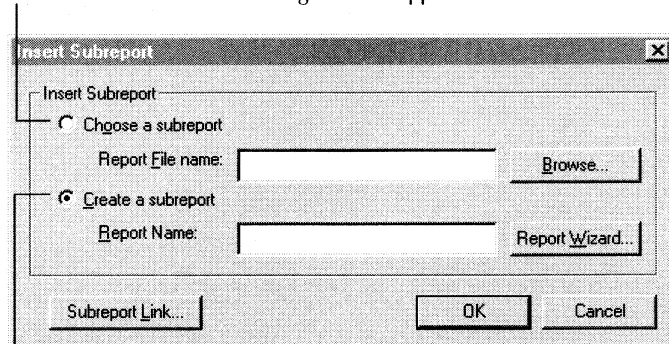 Insert Subreport
Insert Subreport
Choose a subreport
Report File name:
Browse...
Create a subreport
Report Name:
Report Wizard...
Subreport Link...
OK
Cancel